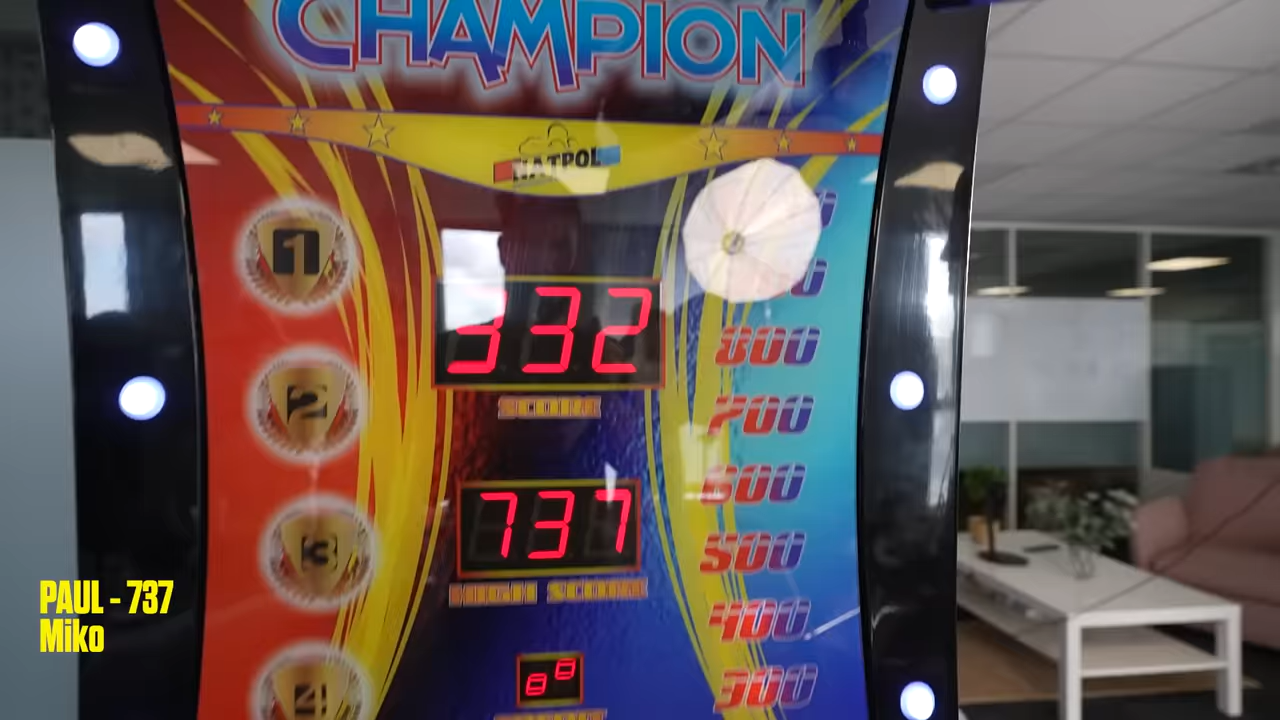 CHAMPION
NATPOL
1
332
SCORE
800
700
2
737
HIGH SCORE
600
500
3
400
300
4
PAUL - 737
Miko